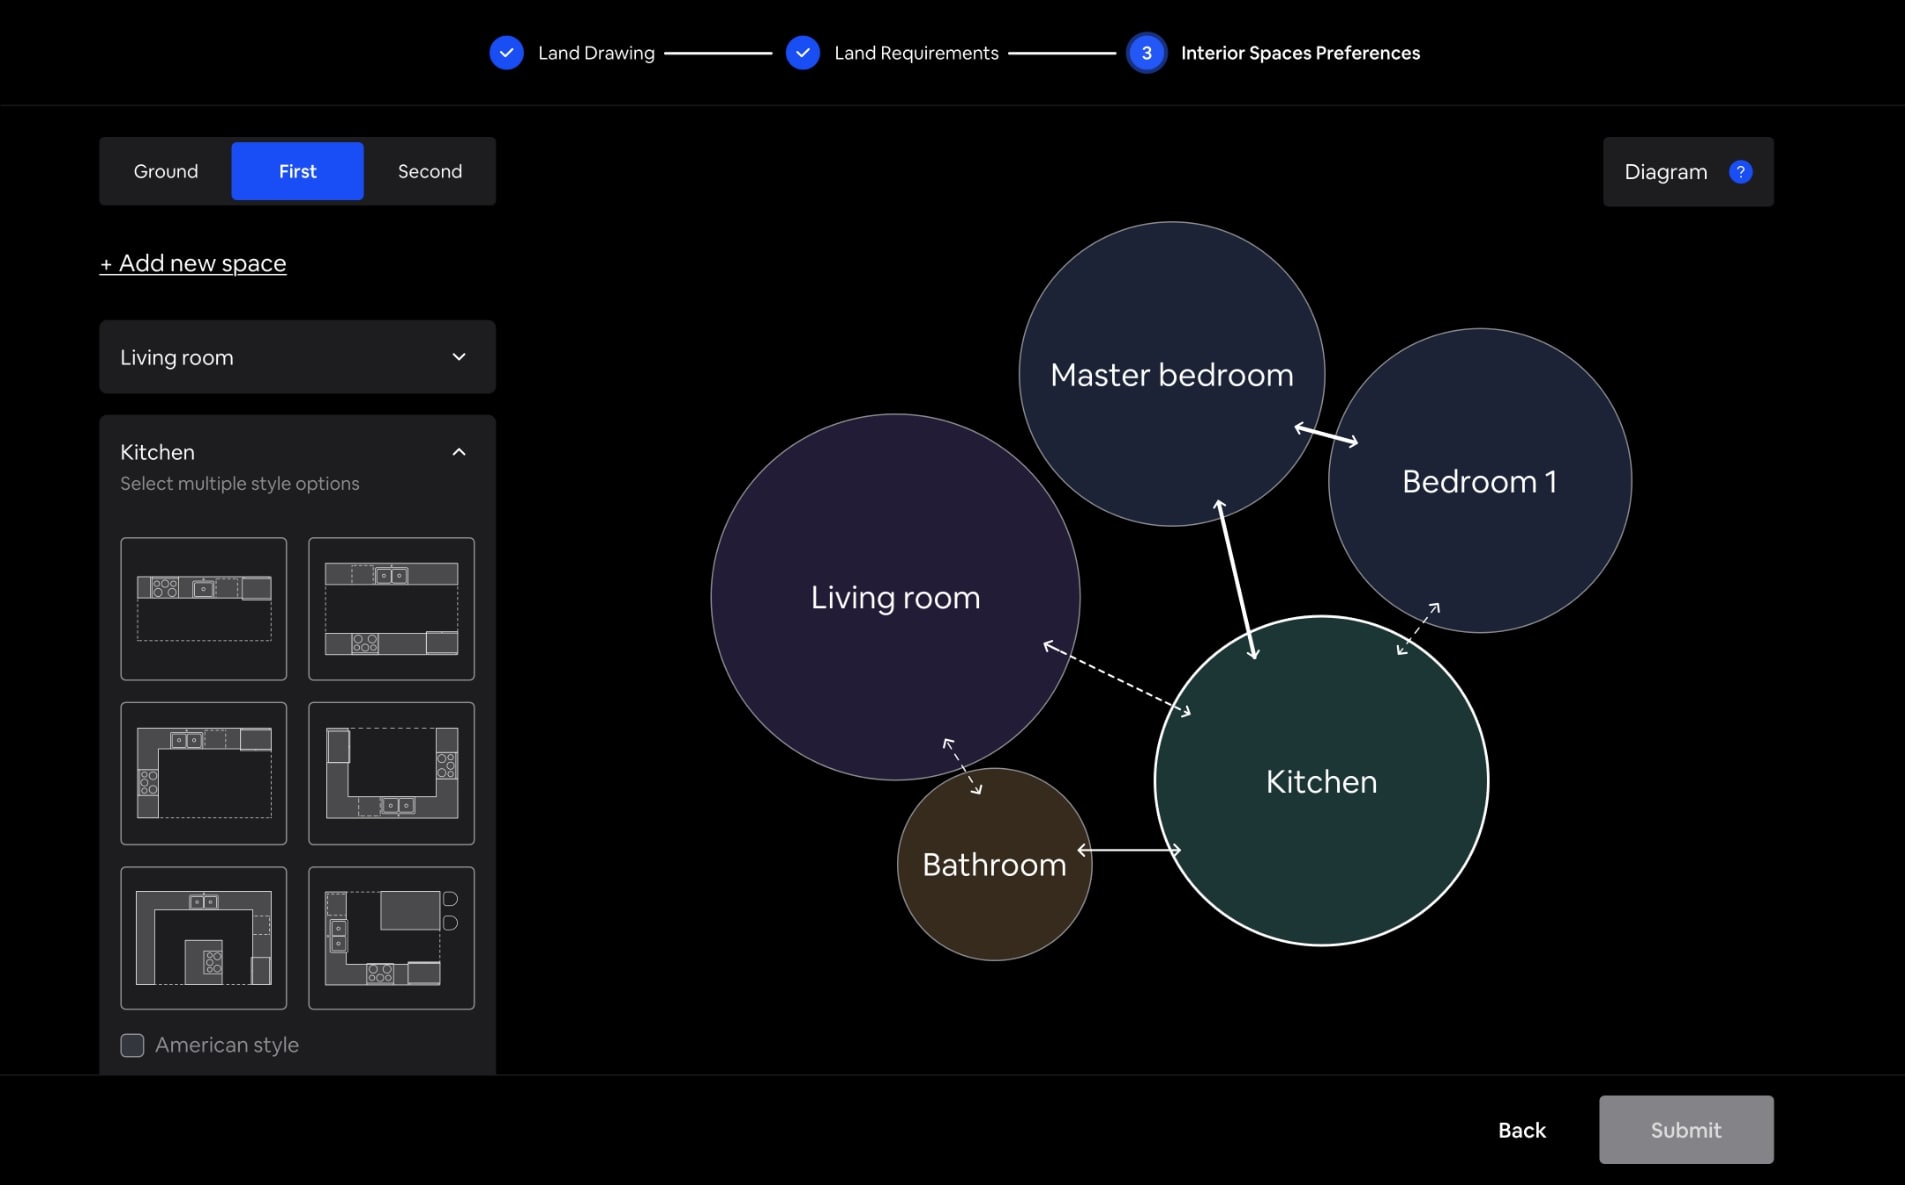 Land Drawing
Land Requirements
3
Interior Spaces Preferences
Ground
First
Second
Diagram
?
+ Add new space
Living room
Kitchen
Select multiple style options
American style
Master bedroom
Bedroom 1
Living room
Kitchen
Bathroom
Back
Submit